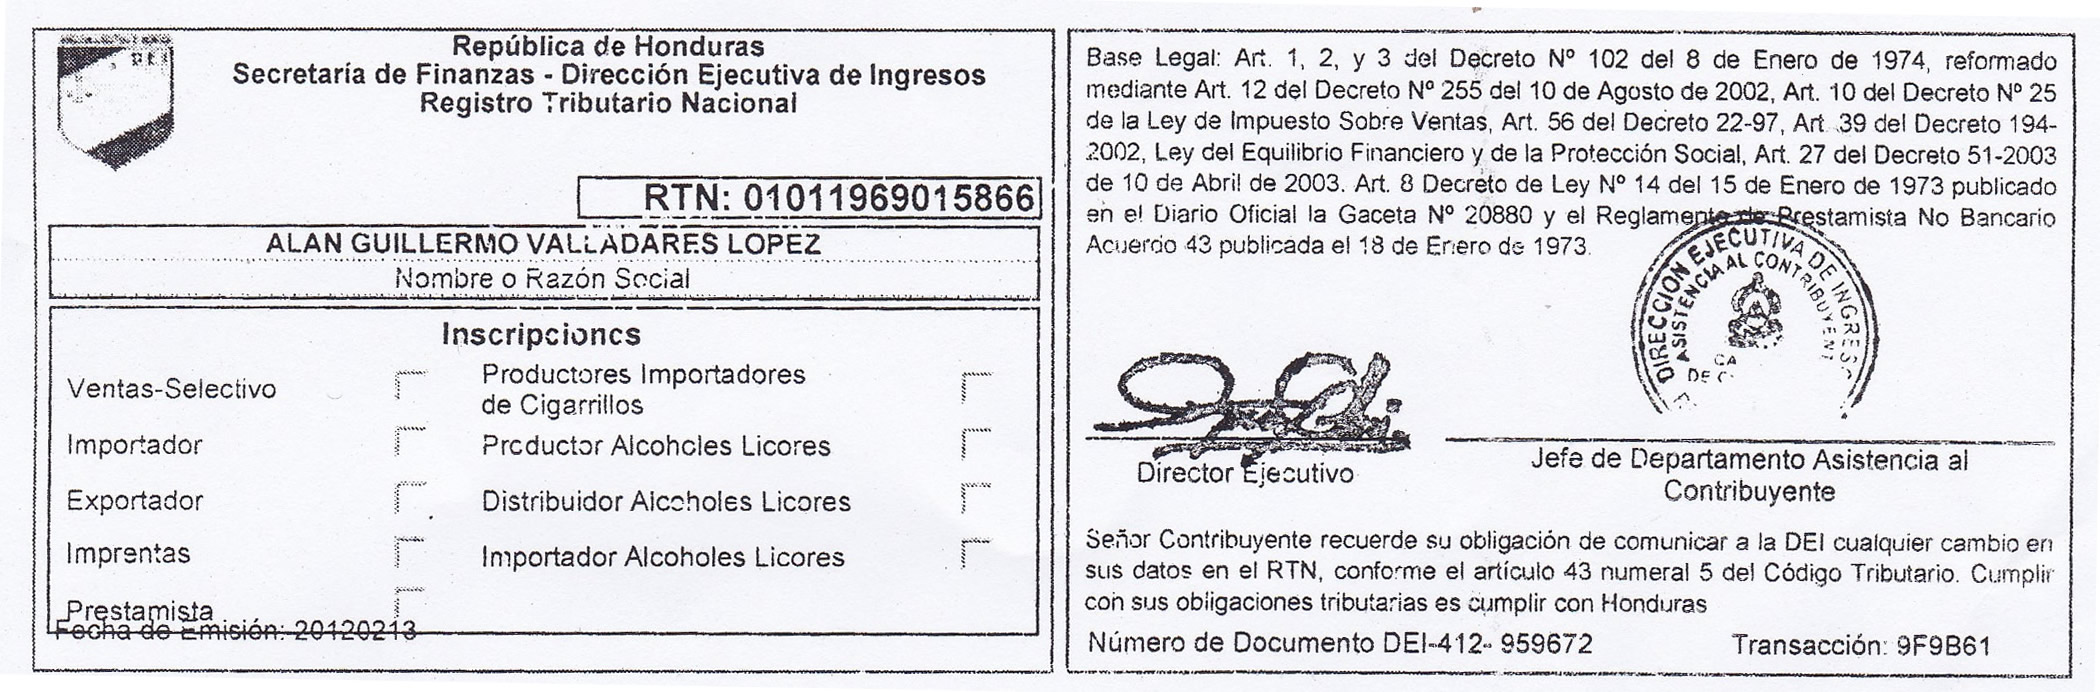 DEI
República de Honduras
Secretaría de Finanzas - Dirección Ejecutiva de Ingresos
Registro Tributario Nacional
RTN: 01011969015866
ALAN GUILLERMO VALLADARES LOPEZ
Nombre o Razón Social
Inscripciones
Ventas-Selectivo
Productores Importadores
de Cigarrillos
Importador
Productor Alcoholes Licores
Exportador
Distribuidor Alcoholes Licores
Imprentas
Importador Alcoholes Licores
Prestamista
Fecha de Emisión: 20120213
Base Legal: Art. 1, 2, y 3 del Decreto Nº 102 del 8 de Enero de 1974, reformado
mediante Art. 12 del Decreto Nº 255 del 10 de Agosto de 2002, Art. 10 del Decreto Nº 25
de la Ley de Impuesto Sobre Ventas, Art. 56 del Decreto 22-97, Art. 39 del Decreto 194-
2002, Ley del Equilibrio Financiero y de la Protección Social, Art. 27 del Decreto 51-2003
de 10 de Abril de 2003. Art. 8 Decreto de Ley Nº 14 del 15 de Enero de 1973 publicado
en el Diario Oficial la Gaceta Nº 20880 y el Reglamento de Prestamista No Bancario
Acuerdo 43 publicada el 18 de Enero de 1973.
DIRECCION EJECUTIVA DE INGRESO
ASISTENCIA AL CONTRIBUYENT
Director Ejecutivo
Jefe de Departamento Asistencia al
Contribuyente
Señor Contribuyente recuerde su obligación de comunicar a la DEI cualquier cambio en
sus datos en el RTN, conforme el artículo 43 numeral 5 del Código Tributario. Cumplir
con sus obligaciones tributarias es cumplir con Honduras
Número de Documento DEI-412- 959672
Transacción: 9F9B61